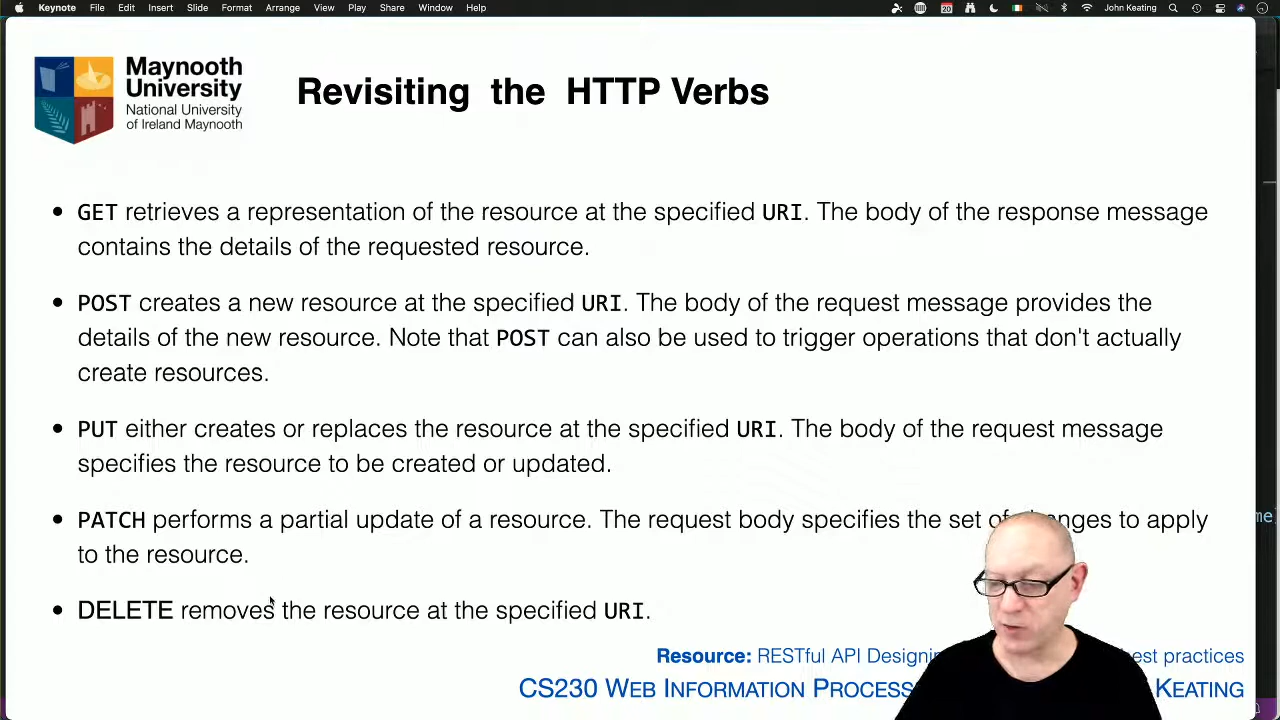 Keynote File Edit Insert Slide Format Arrange View Play Share Window Help 20 John Keating
Maynooth
University
National University
of Ireland Maynooth
Revisiting the HTTP Verbs
• GET retrieves a representation of the resource at the specified URI. The body of the response message
contains the details of the requested resource.
• POST creates a new resource at the specified URI. The body of the request message provides the
details of the new resource. Note that POST can also be used to trigger operations that don't actually
create resources.
• PUT either creates or replaces the resource at the specified URI. The body of the request message
specifies the resource to be created or updated.
• PATCH performs a partial update of a resource. The request body specifies the set of changes to apply
to the resource.
• DELETE removes the resource at the specified URI.
Resource: RESTful API best practices
CS230 WEB INFORMATION KEATING